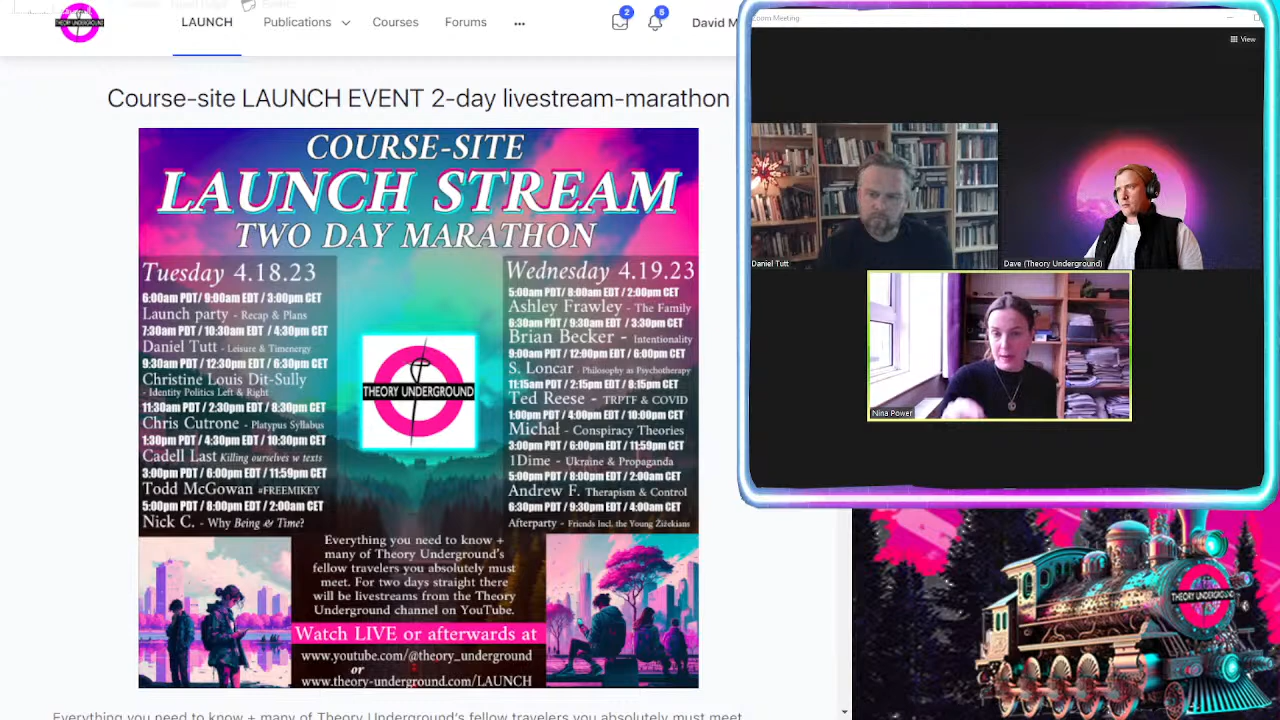 THEORY UNDERGROUND
LAUNCH
Publications
Courses
Forums
2
David M
Course-site LAUNCH EVENT 2-day livestream-marathon
COURSE-SITE
LAUNCH STREAM
TWO DAY MARATHON
Tuesday 4.18.23
6:00am PDT/ 9:00am EDT / 3:00pm CET
Launch party - Recap & Plans
7:30am PDT/ 10:30am EDT / 4:30pm CET
Daniel Tutt - Leisure & Timenergy
9:30am PDT/ 12:30pm EDT / 6:30pm CET
Christine Louis Dit-Sully
- Identity Politics Left & Right
11:30am PDT/ 2:30pm EDT / 8:30pm CET
Chris Cutrone - Platypus Syllabus
1:30pm PDT/ 4:30pm EDT / 10:30pm CET
Cadell Last Killing ourselves w texts
3:00pm PDT/ 6:00pm EDT / 11:59pm CET
Todd McGowan #FREEMIKEY
5:00pm PDT/ 8:00pm EDT / 2:00am CET
Nick C. - Why Being & Time?
THEORY UNDERGROUND
Wednesday 4.19.23
5:00am PDT/ 8:00am EDT / 2:00pm CET
Ashley Frawley - The Family
6:30am PDT/ 9:30am EDT / 3:30pm CET
Brian Becker - Intentionality
9:00am PDT/ 12:00pm EDT / 6:00pm CET
S. Loncar - Philosophy as Psychotherapy
11:15am PDT/ 2:15pm EDT / 8:15pm CET
Ted Reese - TRPTF & COVID
1:00pm PDT/ 4:00pm EDT / 10:00pm CET
Michal - Conspiracy Theories
3:00pm PDT/ 6:00pm EDT / 11:59pm CET
1Dime - Ukraine & Propaganda
5:00pm PDT/ 8:00pm EDT / 2:00am CET
Andrew F. Therapism & Control
6:30pm PDT/ 9:30pm EDT / 4:00am CET
Afterparty - Friends Incl. the Young Žižekians
Everything you need to know +
many of Theory Underground's
fellow travelers you absolutely must
meet. For two days straight there
will be livestreams from the Theory
Underground channel on YouTube.
Watch LIVE or afterwards at
www.youtube.com/@theory_underground
or
www.theory-underground.com/LAUNCH
Everything you need to know + many of Theory Underground's fellow travelers you absolutely must meet
Zoom Meeting
View
Daniel Tutt
Dave (Theory Underground)
Nina Power
THEORY UNDERGROUND